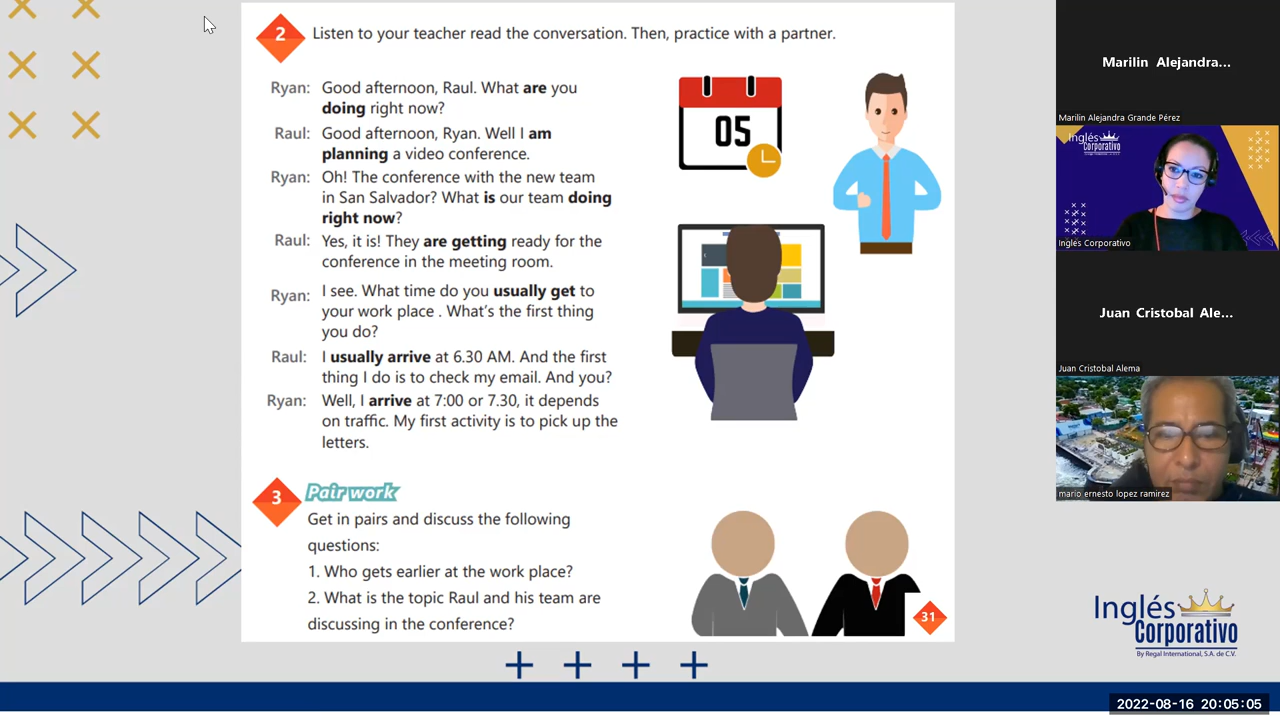 2 Listen to your teacher read the conversation. Then, practice with a partner.
Ryan: Good afternoon, Raul. What are you
doing right now?
Raul: Good afternoon, Ryan. Well I am
planning a video conference.
Ryan: Oh! The conference with the new team
in San Salvador? What is our team doing
right now?
Raul: Yes, it is! They are getting ready for the
conference in the meeting room.
Ryan: I see. What time do you usually get to
your work place . What's the first thing
you do?
Raul: I usually arrive at 6.30 AM. And the first
thing I do is to check my email. And you?
Ryan: Well, I arrive at 7:00 or 7.30, it depends
on traffic. My first activity is to pick up the
letters.
05
3 Pair work
Get in pairs and discuss the following
questions:
1. Who gets earlier at the work place?
2. What is the topic Raul and his team are
discussing in the conference?
31
Marilin Alejandra...
Marilin Alejandra Grande Pérez
Inglés
Corporativo
Inglés Corporativo
Juan Cristobal Ale...
Juan Cristobal Alema
mario ernesto lopez ramirez
Inglés
Corporativo
By Regal International, S.A. de C.V.
2022-08-16 20:05:05